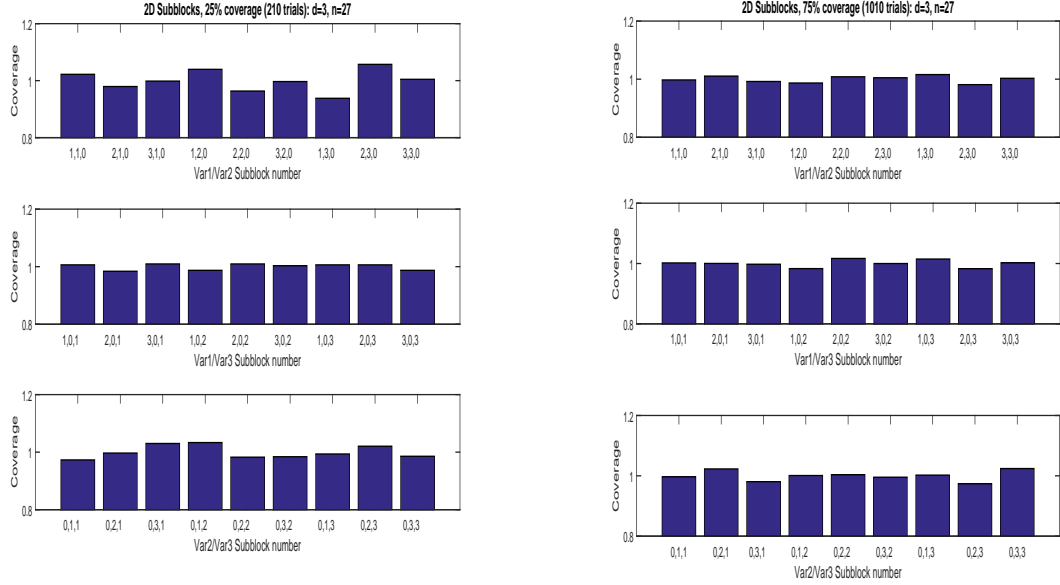 2D Subblocks, 25% coverage (210 trials): d=3, n=27
1.2
1
0.8
Coverage
1,1,0 2,1,0 3,1,0 1,2,0 2,2,0 3,2,0 1,3,0 2,3,0 3,3,0
Var1/Var2 Subblock number
1.2
1
0.8
Coverage
1,0,1 2,0,1 3,0,1 1,0,2 2,0,2 3,0,2 1,0,3 2,0,3 3,0,3
Var1/Var3 Subblock number
1.2
1
0.8
Coverage
0,1,1 0,2,1 0,3,1 0,1,2 0,2,2 0,3,2 0,1,3 0,2,3 0,3,3
Var2/Var3 Subblock number
2D Subblocks, 75% coverage (1010 trials): d=3, n=27
1.2
1
0.8
Coverage
1,1,0 2,1,0 3,1,0 1,2,0 2,2,0 2,3,0 1,3,0 2,3,0 3,3,0
Var1/Var2 Subblock number
1.2
1
0.8
Coverage
1,0,1 2,0,1 3,0,1 1,0,2 2,0,2 3,0,2 1,0,3 2,0,3 3,0,3
Var1/Var3 Subblock number
1.2
1
0.8
Coverage
0,1,1 0,2,1 0,3,1 0,1,2 0,2,2 0,3,2 0,1,3 0,2,3 0,3,3
Var2/Var3 Subblock number